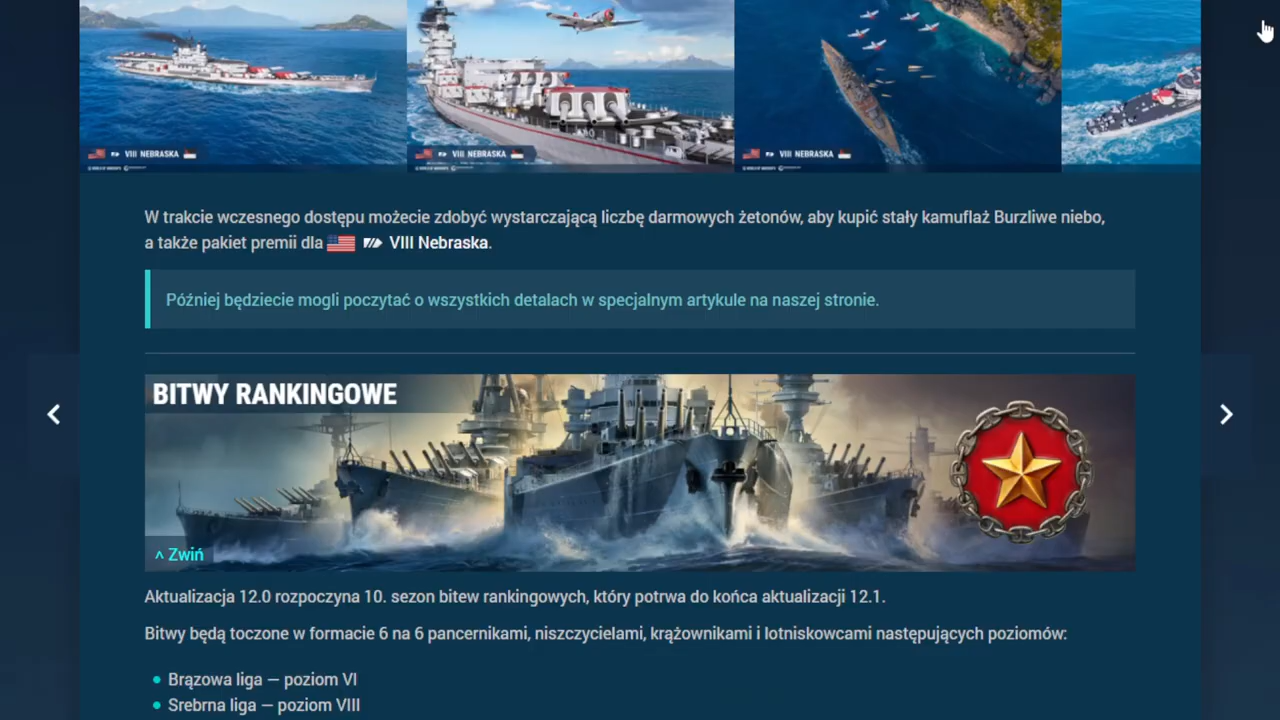 VIII NEBRASKA
VIII NEBRASKA
VIII NEBRASKA
W trakcie wczesnego dostępu możecie zdobyć wystarczającą liczbę darmowych żetonów, aby kupić stały kamuflaż Burzliwe niebo,
a także pakiet premii dla VIII Nebraska.
Później będziecie mogli poczytać o wszystkich detalach w specjalnym artykule na naszej stronie.
BITWY RANKINGOWE
^ Zwiń
Aktualizacja 12.0 rozpoczyna 10. sezon bitew rankingowych, który potrwa do końca aktualizacji 12.1.
Bitwy będą toczone w formacie 6 na 6 pancernikami, niszczycielami, krążownikami i lotniskowcami następujących poziomów:
• Brązowa liga — poziom VI
• Srebrna liga — poziom VIII